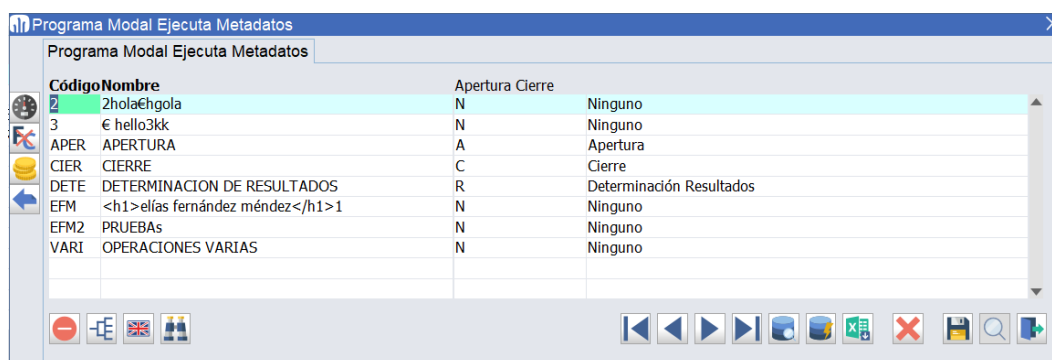 Programa Modal Ejecuta Metadatos
Programa Modal Ejecuta Metadatos
Código Nombre Apertura Cierre
2 2hola€hgola N Ninguno
3 € hello3kk N Ninguno
APER APERTURA A Apertura
CIER CIERRE C Cierre
DETE DETERMINACION DE RESULTADOS R Determinación Resultados
EFM <h1>elías fernández méndez</h1>1 N Ninguno
EFM2 PRUEBAs N Ninguno
VARI OPERACIONES VARIAS N Ninguno